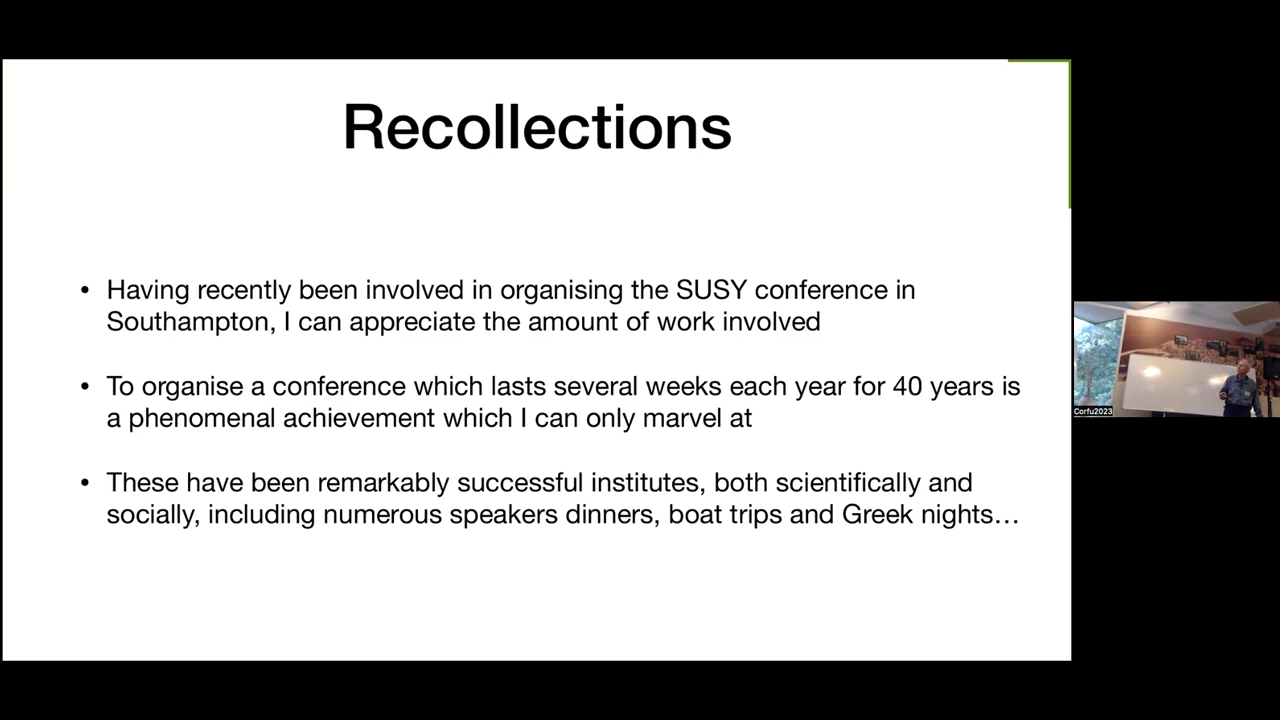 Recollections
• Having recently been involved in organising the SUSY conference in
Southampton, I can appreciate the amount of work involved
• To organise a conference which lasts several weeks each year for 40 years is
a phenomenal achievement which I can only marvel at
• These have been remarkably successful institutes, both scientifically and
socially, including numerous speakers dinners, boat trips and Greek nights…
Corfu2023